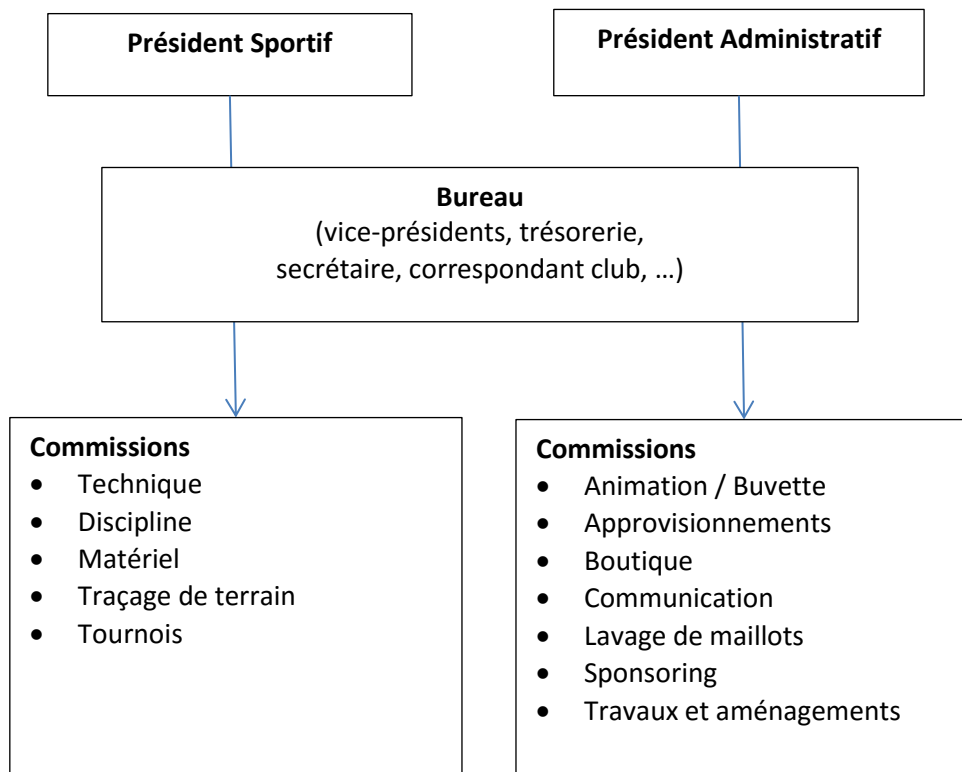 Président Sportif
Président Administratif
Bureau
(vice-présidents, trésorerie,
secrétaire, correspondant club, …)
Commissions
• Technique
• Discipline
• Matériel
• Traçage de terrain
• Tournois
Commissions
• Animation / Buvette
• Approvisionnements
• Boutique
• Communication
• Lavage de maillots
• Sponsoring
• Travaux et aménagements